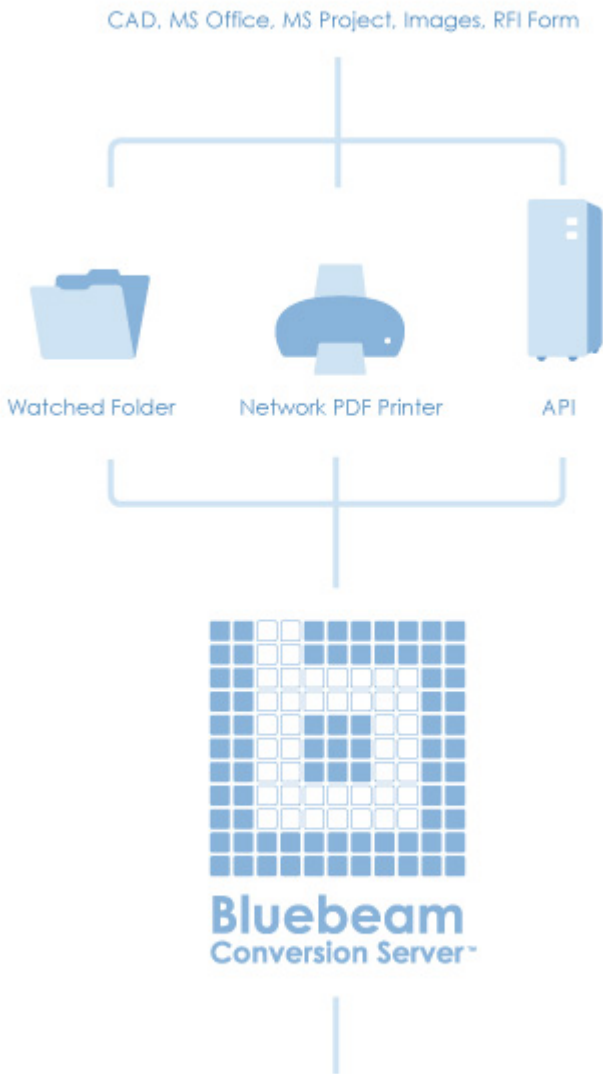 CAD, MS Office, MS Project, Images, RFI Form
Watched Folder
Network PDF Printer
API
Bluebeam
Conversion Server™